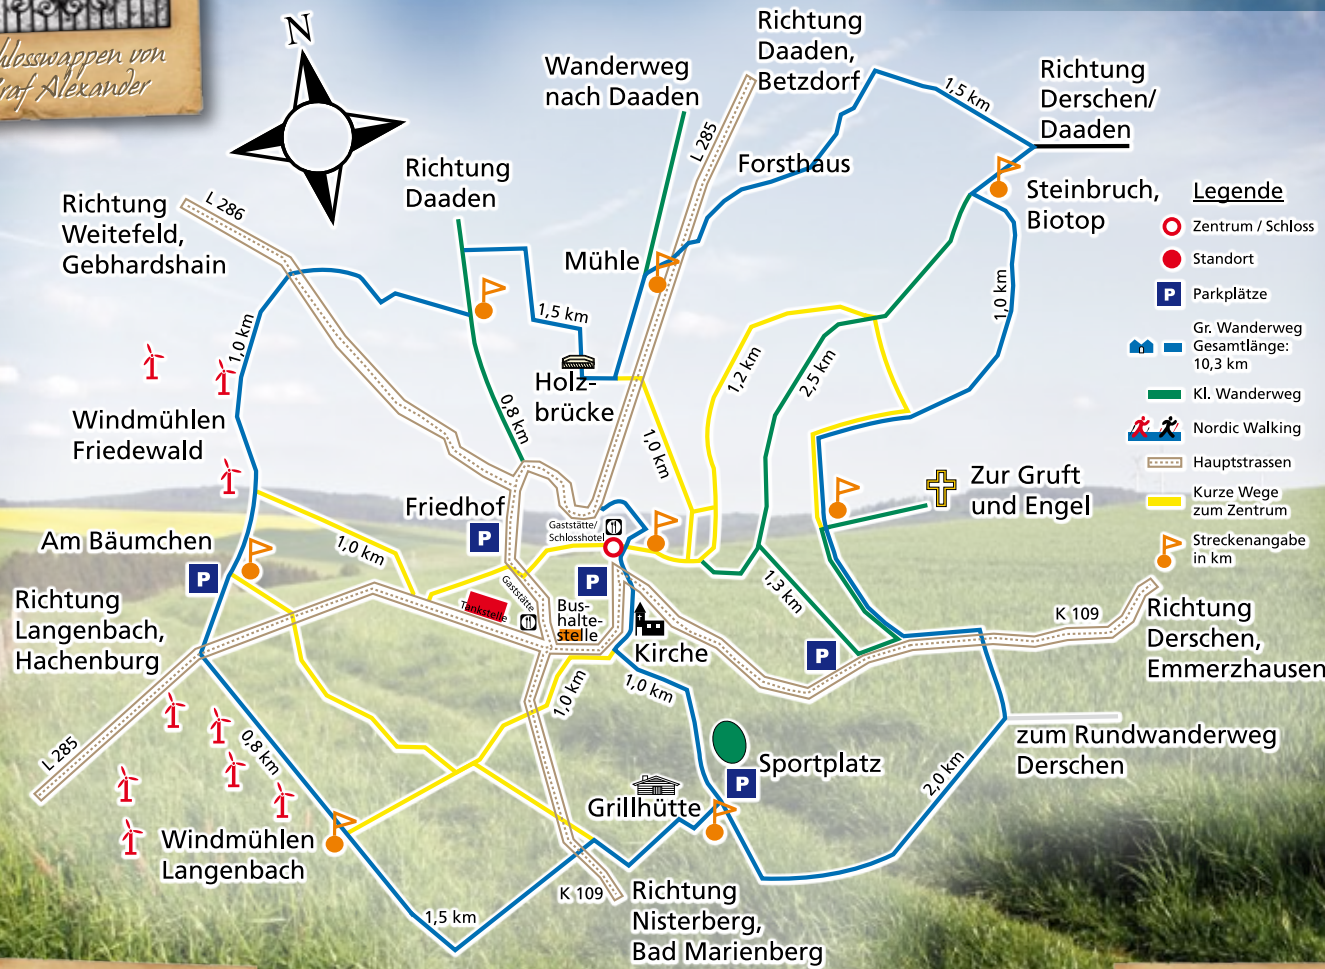 hlosswappen von
raf Alexander
N
Richtung
Daaden,
Betzdorf
Wanderweg
nach Daaden
Richtung
Derschen/
Daaden
1,5 km
L 285
Forsthaus
Richtung
Daaden
Steinbruch,
Biotop
L 286
Richtung
Weitefeld,
Gebhardshain
Mühle
1,5 km
1,0 km
1,0 km
Holz-
brücke
1,2 km
2,5 km
0,8 km
1,0 km
Windmühlen
Friedewald
Legende
Zentrum / Schloss
Standort
P
Parkplätze
Gr. Wanderweg
Gesamtlänge:
10,3 km
Kl. Wanderweg
Nordic Walking
Hauptstrassen
Kurze Wege
zum Zentrum
Streckenangabe
in km
Zur Gruft
und Engel
Friedhof
P
Gaststätte/
Schlosshotel
Am Bäumchen
P
1,0 km
P
Gaststätte
Tankstelle
Bus-
halte-
stelle
Kirche
1,3 km
P
K 109
Richtung
Derschen,
Emmerzhausen
Richtung
Langenbach,
Hachenburg
1,0 km
1,0 km
L 285
0,8 km
Sportplatz
P
Grillhütte
zum Rundwanderweg
Derschen
2,0 km
Windmühlen
Langenbach
1,5 km
K 109
Richtung
Nisterberg,
Bad Marienberg